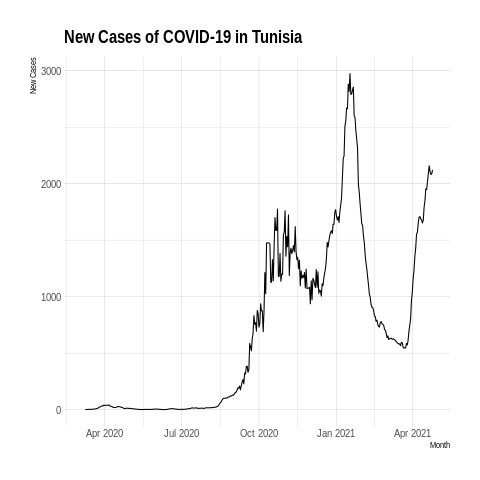 New Cases of COVID-19 in Tunisia
New Cases
3000
2000
1000
0
Apr 2020 Jul 2020 Oct 2020 Jan 2021 Apr 2021
Month